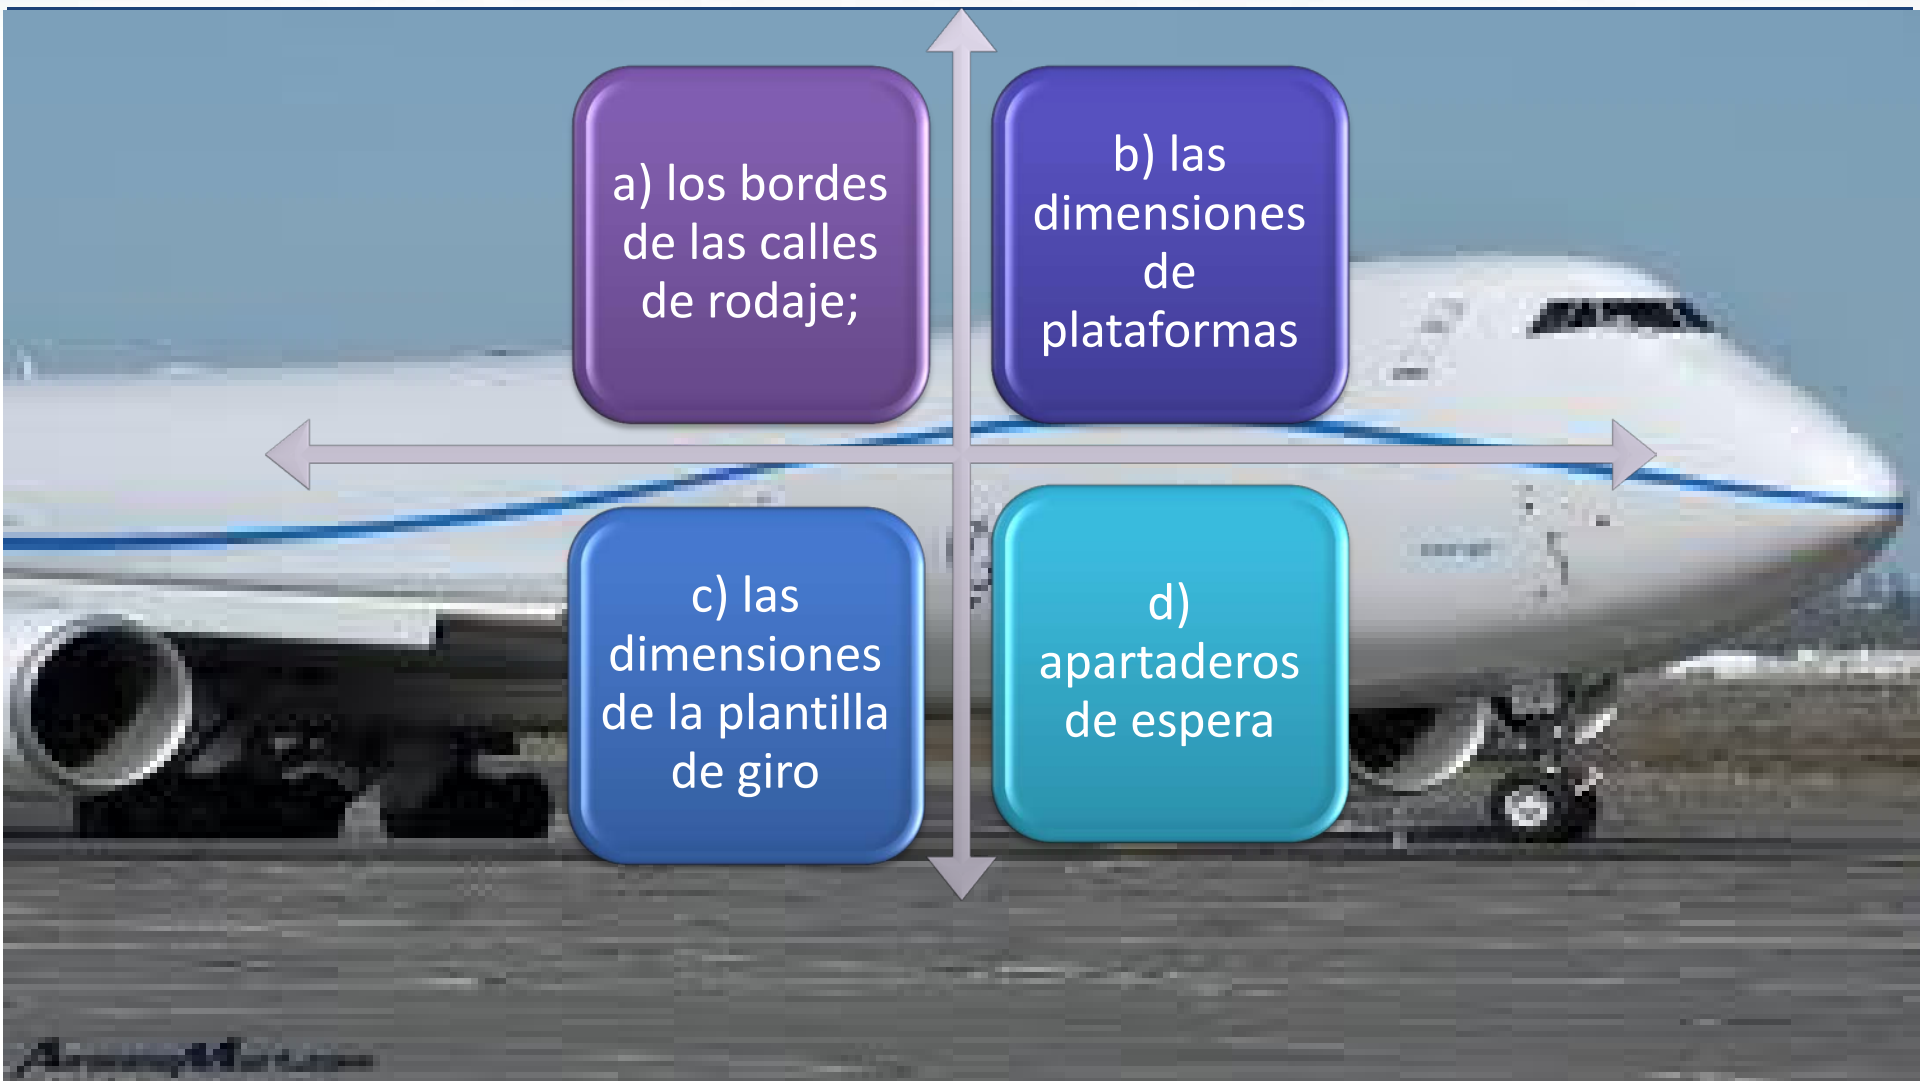 a) los bordes
de las calles
de rodaje;
b) las
dimensiones
de
plataformas
c) las
dimensiones
de la plantilla
de giro
d)
apartaderos
de espera